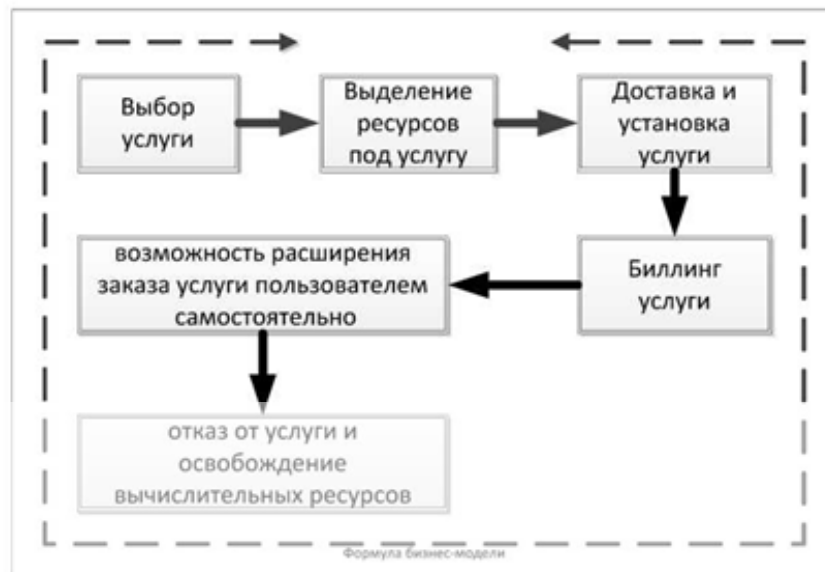 Выбор
услуги
Выделение
ресурсов
под услугу
Доставка и
установка
услуги
возможность расширения
заказа услуги пользователем
самостоятельно
Биллинг
услуги
отказ от услуги и
освобождение
вычислительных ресурсов
Формула бизнес-модели